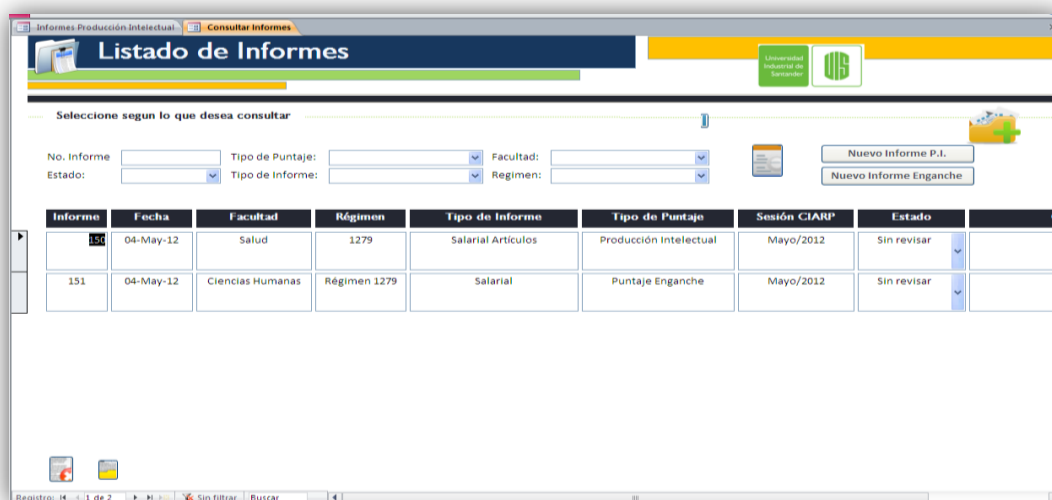 Informes Producción Intelectual Consultar Informes
Listado de Informes
Universidad
Industrial de
Santander
UIS
Seleccione segun lo que desea consultar
No. Informe Tipo de Puntaje: Facultad: Nuevo Informe P.I.
Estado: Tipo de Informe: Regimen: Nuevo Informe Enganche
Informe Fecha Facultad Régimen Tipo de Informe Tipo de Puntaje Sesión CIARP Estado
150 04-May-12 Salud 1279 Salarial Artículos Producción Intelectual Mayo/2012 Sin revisar
151 04-May-12 Ciencias Humanas Régimen 1279 Salarial Puntaje Enganche Mayo/2012 Sin revisar
Registro: 1 de 2 Sin filtrar Buscar